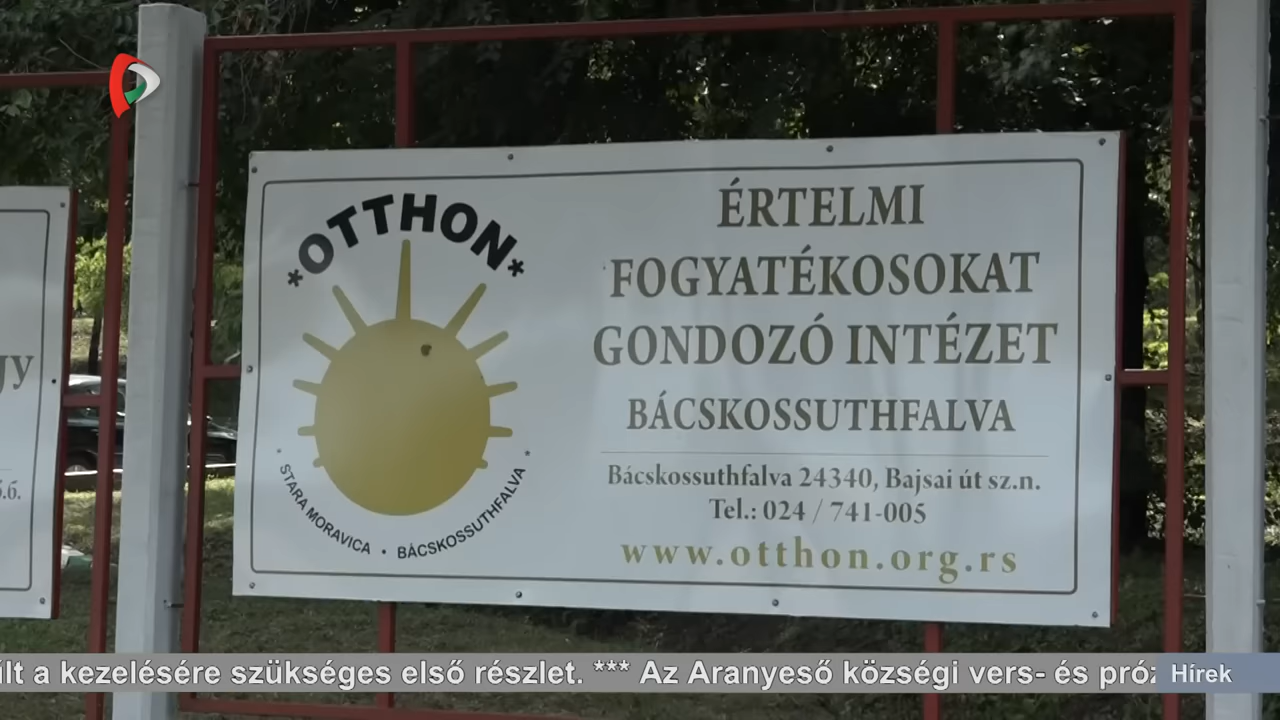 *OTTHON*
* STARA MORAVICA • BÁCSKOSSUTHFALVA *
ÉRTELMI
FOGYATÉKOSOKAT
GONDOZÓ INTÉZET
BÁCSKOSSUTHFALVA
Bácskossuthfalva 24340, Bajsai út sz.n.
Tel.: 024 / 741-005
www.otthon.org.rs
a kezelésére szükséges első részlet. *** Az Aranyeső községi vers- és
Hírek